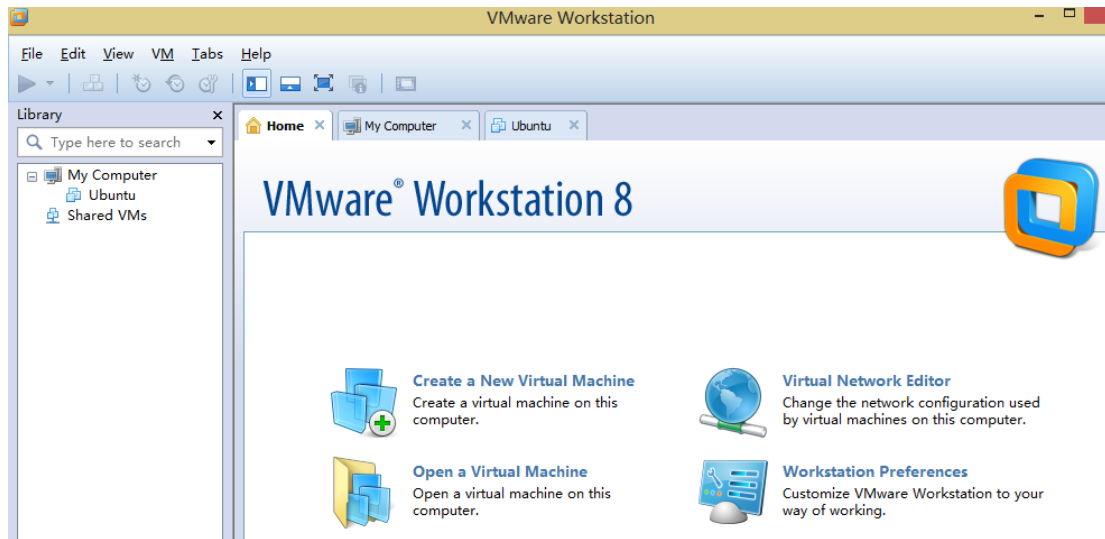 VMware Workstation
File Edit View VM Tabs Help
Library
Type here to search
My Computer
Ubuntu
Shared VMs
Home
My Computer
Ubuntu
VMware® Workstation 8
Create a New Virtual Machine
Create a virtual machine on this
computer.
Virtual Network Editor
Change the network configuration used
by virtual machines on this computer.
Open a Virtual Machine
Open a virtual machine on this
computer.
Workstation Preferences
Customize VMware Workstation to your
way of working.